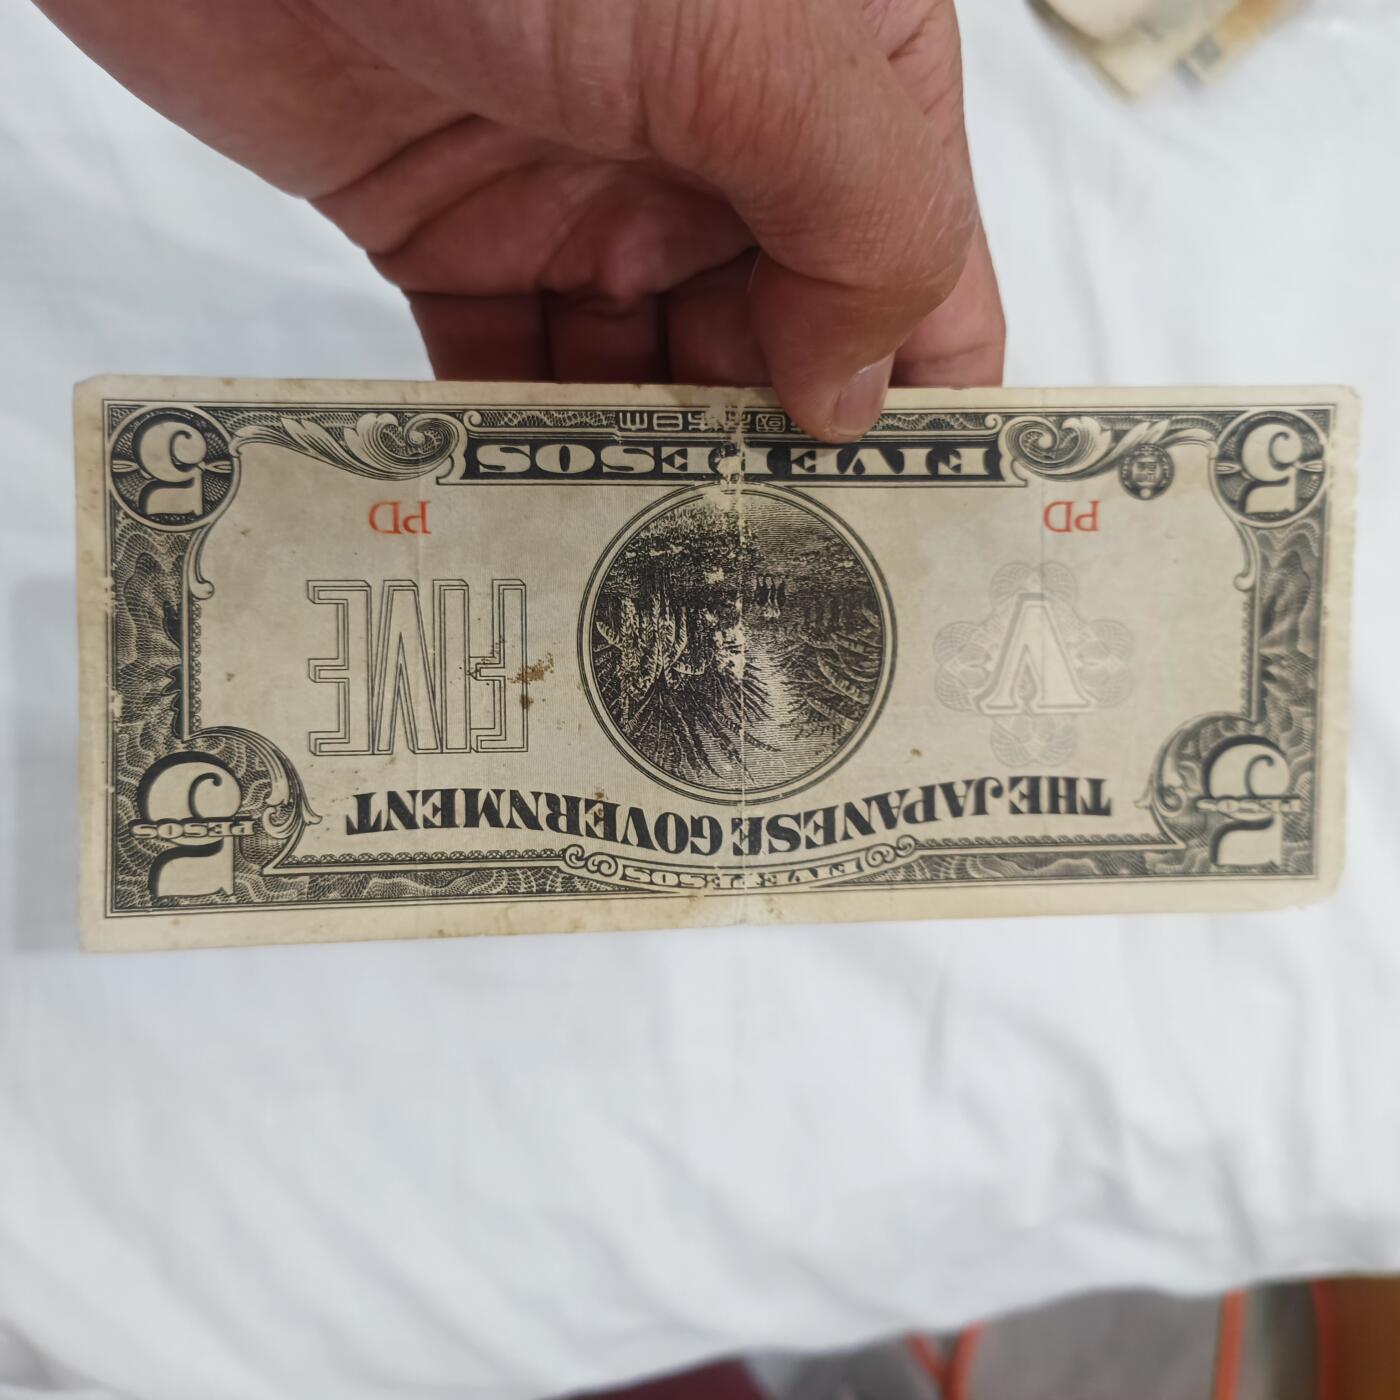 FIVE PESOS
5 THE JAPANESE GOVERNMENT 5
PESOS PESOS
V FIVE
PD PD
5 FIVE PESOS 5